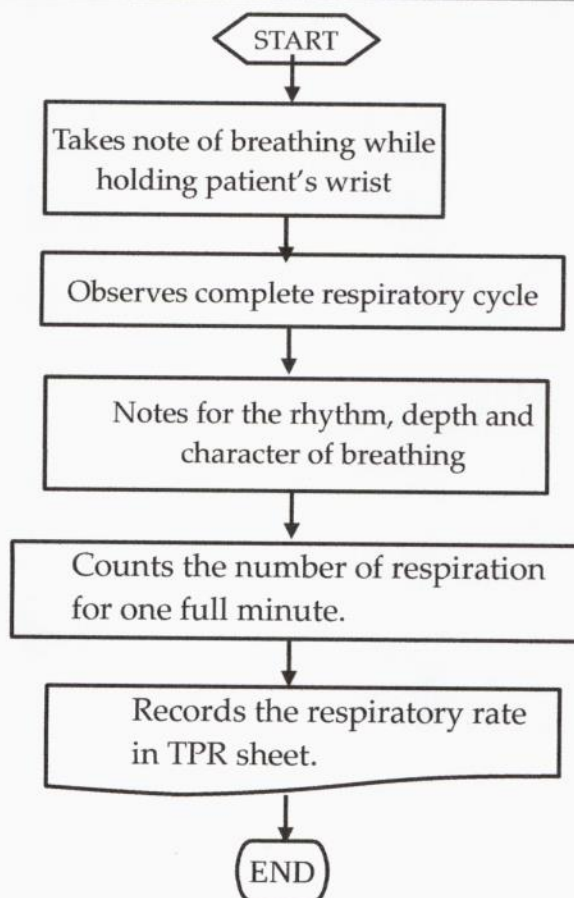 START
Takes note of breathing while
holding patient's wrist
Observes complete respiratory cycle
Notes for the rhythm, depth and
character of breathing
Counts the number of respiration
for one full minute.
Records the respiratory rate
in TPR sheet.
END